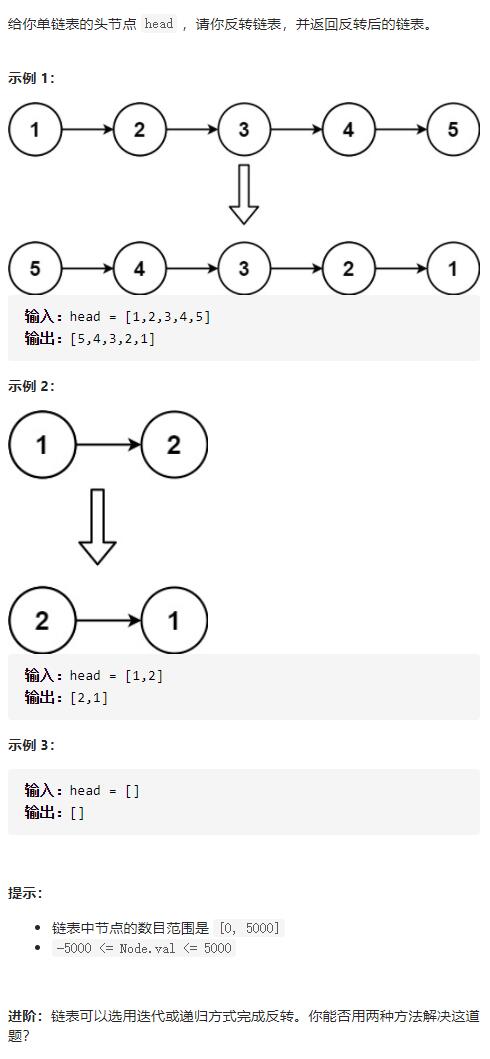 给你单链表的头节点 head ，请你反转链表，并返回反转后的链表。
示例 1：
1 2 3 4 5
5 4 3 2 1
输入：head = [1,2,3,4,5]
输出：[5,4,3,2,1]
示例 2：
1 2
2 1
输入：head = [1,2]
输出：[2,1]
示例 3：
输入：head = []
输出：[]
提示：
链表中节点的数目范围是 [0, 5000]
-5000 <= Node.val <= 5000
进阶：链表可以选用迭代或递归方式完成反转。你能否用两种方法解决这道
题？